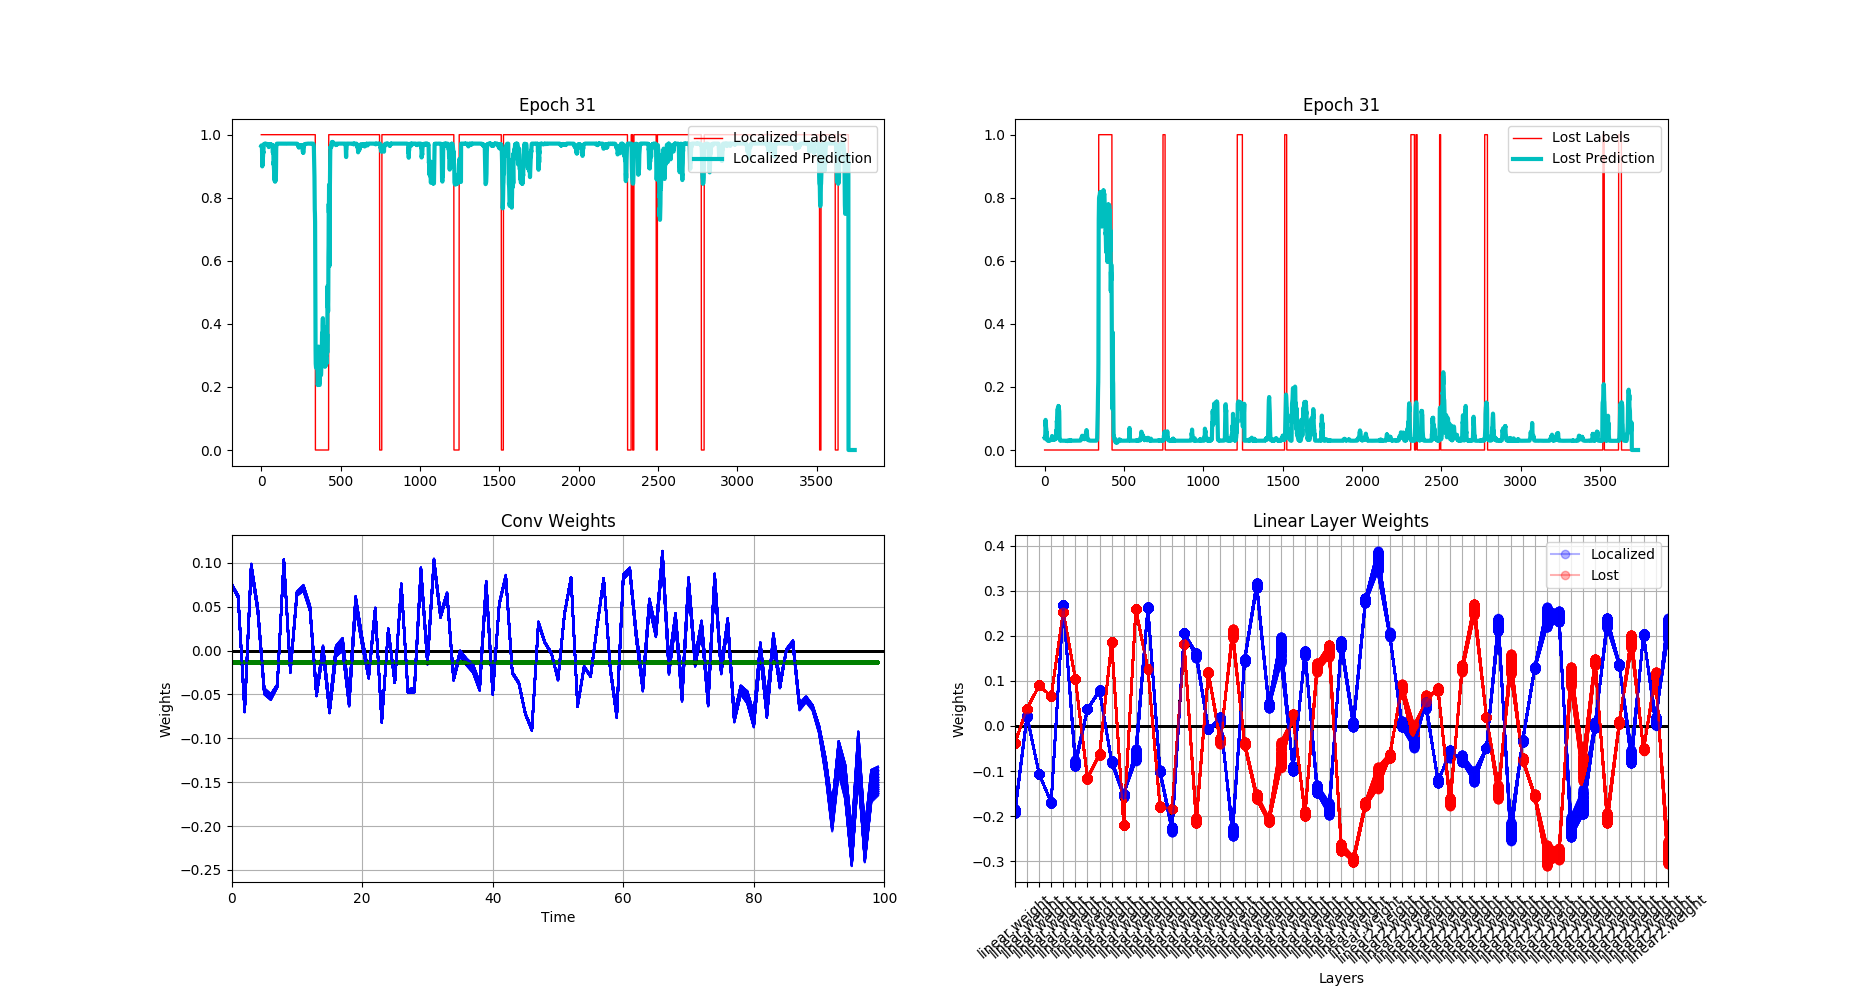 Epoch 31
1.0
0.8
0.6
0.4
0.2
0.0
Localized Labels
Localized Prediction
0 500 1000 1500 2000 2500 3000 3500
Epoch 31
1.0
0.8
0.6
0.4
0.2
0.0
Lost Labels
Lost Prediction
0 500 1000 1500 2000 2500 3000 3500
Conv Weights
Weights
0.10
0.05
0.00
−0.05
−0.10
−0.15
−0.20
−0.25
0 20 40 60 80 100
Time
Linear Layer Weights
Weights
0.4
0.3
0.2
0.1
0.0
−0.1
−0.2
−0.3
Localized
Lost
linear.weight
linear2.weight
Layers